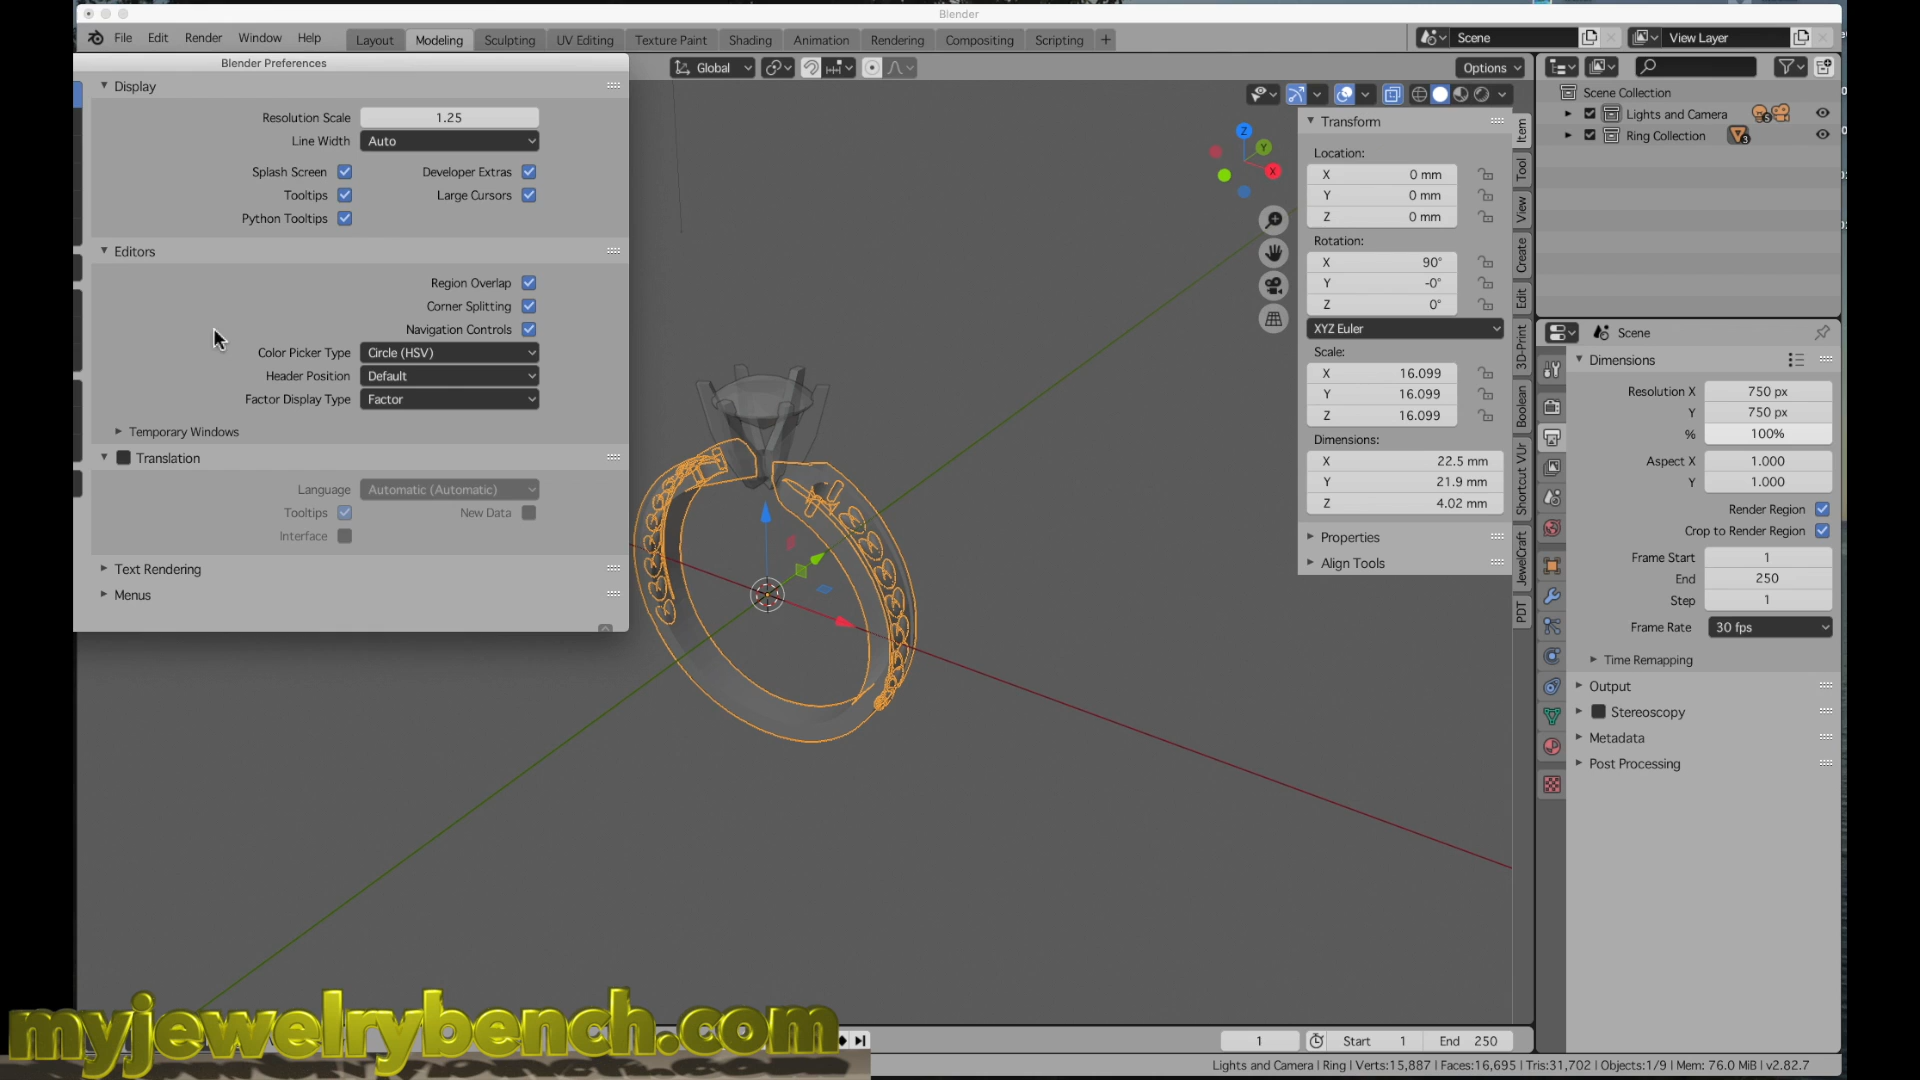 Blender
File Edit Render Window Help
Layout Modeling Sculpting UV Editing Texture Paint Shading Animation Rendering Compositing Scripting +
Scene
View Layer
Blender Preferences
Global
Options
Display
Resolution Scale 1.25
Line Width Auto
Splash Screen Developer Extras
Tooltips Large Cursors
Python Tooltips
Editors
Region Overlap
Corner Splitting
Navigation Controls
Color Picker Type Circle (HSV)
Header Position Default
Factor Display Type Factor
Temporary Windows
Translation
Language Automatic (Automatic)
Tooltips New Data
Interface
Text Rendering
Menus
Z
Y
X
Transform
Location:
X 0 mm
Y 0 mm
Z 0 mm
Rotation:
X 90°
Y -0°
Z 0°
XYZ Euler
Scale:
X 16.099
Y 16.099
Z 16.099
Dimensions:
X 22.5 mm
Y 21.9 mm
Z 4.02 mm
Properties
Align Tools
Item
Tool
View
Create
Edit
3D-Print
Boolean
Shortcut VUr
JewelCraft
PDT
Scene Collection
Lights and Camera 5
Ring Collection 3
Scene
Dimensions
Resolution X 750 px
Y 750 px
% 100%
Aspect X 1.000
Y 1.000
Render Region
Crop to Render Region
Frame Start 1
End 250
Step 1
Frame Rate 30 fps
Time Remapping
Output
Stereoscopy
Metadata
Post Processing
1 Start 1 End 250
Lights and Camera | Ring | Verts:15,887 | Faces:16,695 | Tris:31,702 | Objects:1/9 | Mem: 76.0 MiB | v2.82.7
myjewelrybench.com